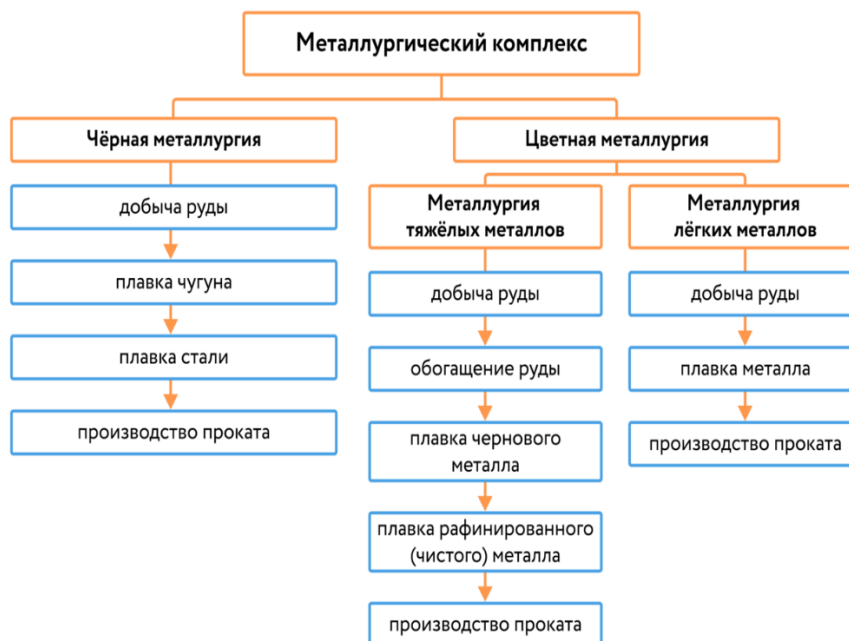 Металлургический комплекс
Чёрная металлургия
добыча руды
плавка чугуна
плавка стали
производство проката
Цветная металлургия
Металлургия
тяжёлых металлов
добыча руды
обогащение руды
плавка чернового
металла
плавка рафинированного
(чистого) металла
производство проката
Металлургия
лёгких металлов
добыча руды
плавка металла
производство проката